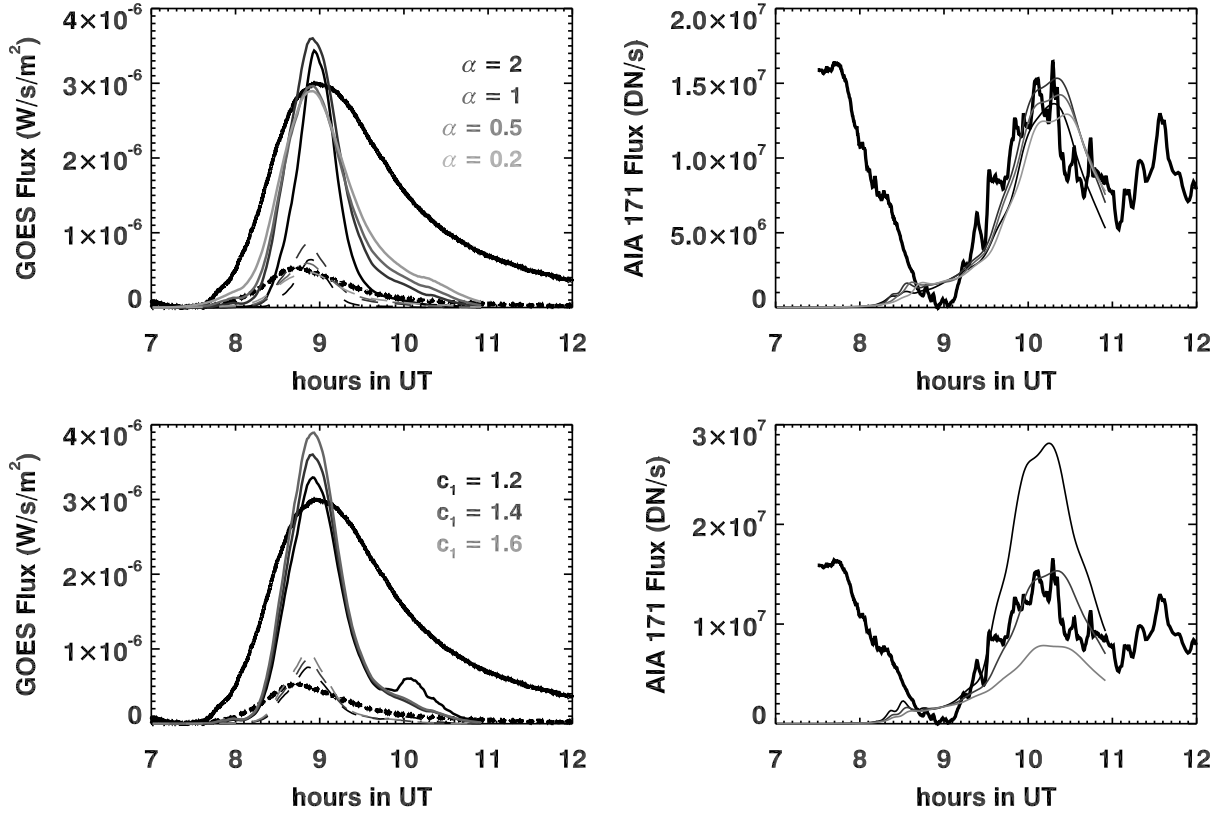 GOES Flux (W/s/m²)
4×10⁻⁶
3×10⁻⁶
2×10⁻⁶
1×10⁻⁶
0
α = 2
α = 1
α = 0.5
α = 0.2
7 8 9 10 11 12
hours in UT
AIA 171 Flux (DN/s)
2.0×10⁷
1.5×10⁷
1.0×10⁷
5.0×10⁶
0
7 8 9 10 11 12
hours in UT
GOES Flux (W/s/m²)
4×10⁻⁶
3×10⁻⁶
2×10⁻⁶
1×10⁻⁶
0
c₁ = 1.2
c₁ = 1.4
c₁ = 1.6
7 8 9 10 11 12
hours in UT
AIA 171 Flux (DN/s)
3×10⁷
2×10⁷
1×10⁷
0
7 8 9 10 11 12
hours in UT